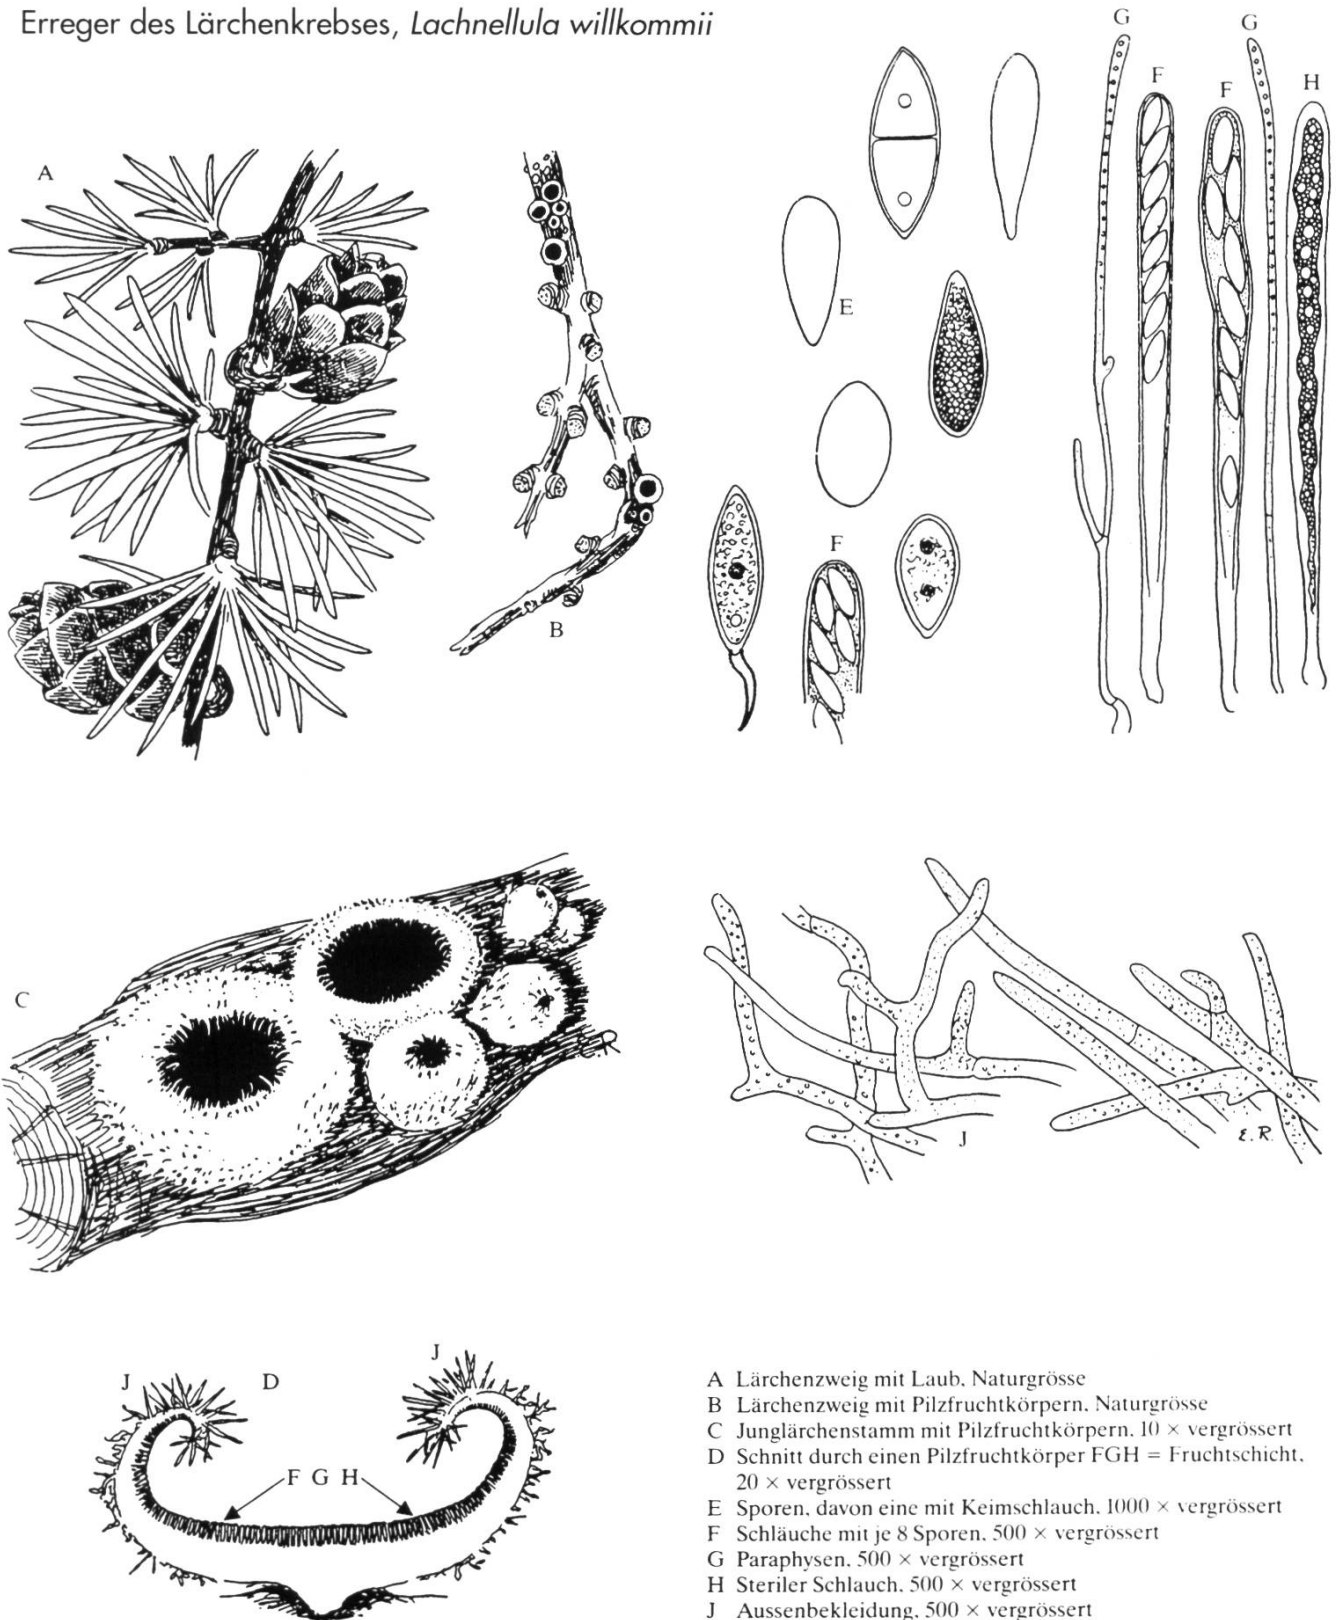 Erreger des Lärchenkrebses, Lachnellula willkommii
G G
F F H
A
E
F
B
C
J
E.R.
J D J
F G H
A Lärchenzweig mit Laub. Naturgrösse
B Lärchenzweig mit Pilzfruchtkörpern. Naturgrösse
C Junglärchenstamm mit Pilzfruchtkörpern. 10 × vergrössert
D Schnitt durch einen Pilzfruchtkörper FGH = Fruchtschicht.
20 × vergrössert
E Sporen, davon eine mit Keimschlauch. 1000 × vergrössert
F Schläuche mit je 8 Sporen. 500 × vergrössert
G Paraphysen. 500 × vergrössert
H Steriler Schlauch. 500 × vergrössert
J Aussenbekleidung. 500 × vergrössert